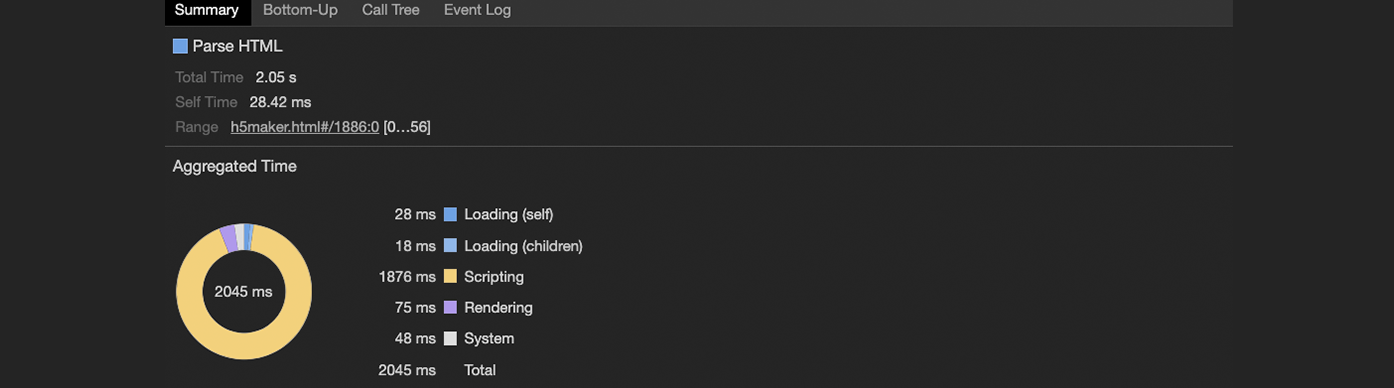 Summary Bottom-Up Call Tree Event Log
Parse HTML
Total Time 2.05 s
Self Time 28.42 ms
Range h5maker.html#/1886:0 [0…56]
Aggregated Time
28 ms Loading (self)
18 ms Loading (children)
1876 ms Scripting
2045 ms
75 ms Rendering
48 ms System
2045 ms Total